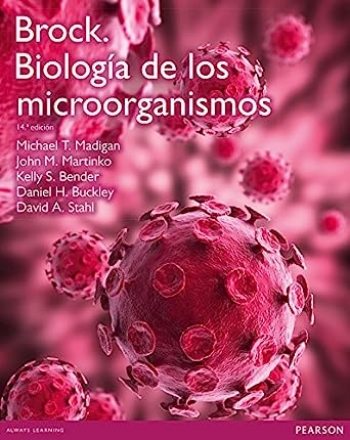 Brock.
Biología de los
microorganismos
14.ª edición
Michael T. Madigan
John M. Martinko
Kelly S. Bender
Daniel H. Buckley
David A. Stahl
ALWAYS LEARNING
PEARSON